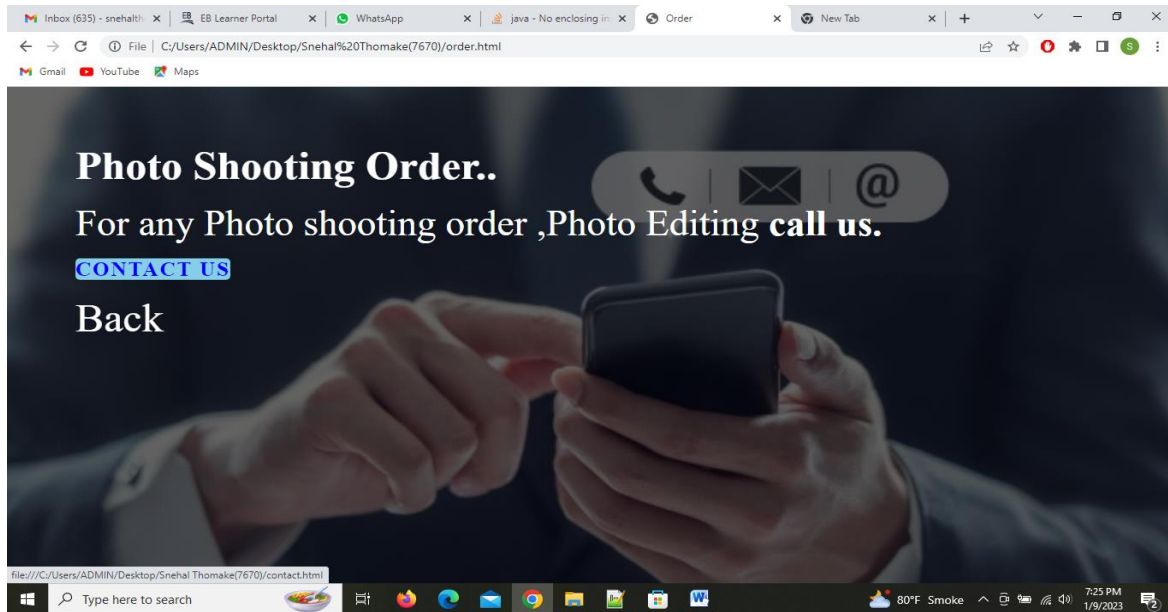 Inbox (635) - snehalth
EB Learner Portal
WhatsApp
java - No enclosing in
Order
New Tab
File | C:/Users/ADMIN/Desktop/Snehal%20Thomake(7670)/order.html
S
Gmail
YouTube
Maps
Photo Shooting Order..
@
For any Photo shooting order ,Photo Editing call us.
CONTACT US
Back
file:///C:/Users/ADMIN/Desktop/Snehal Thomake(7670)/contact.html
Type here to search
80°F Smoke
7:25 PM
1/9/2023
2